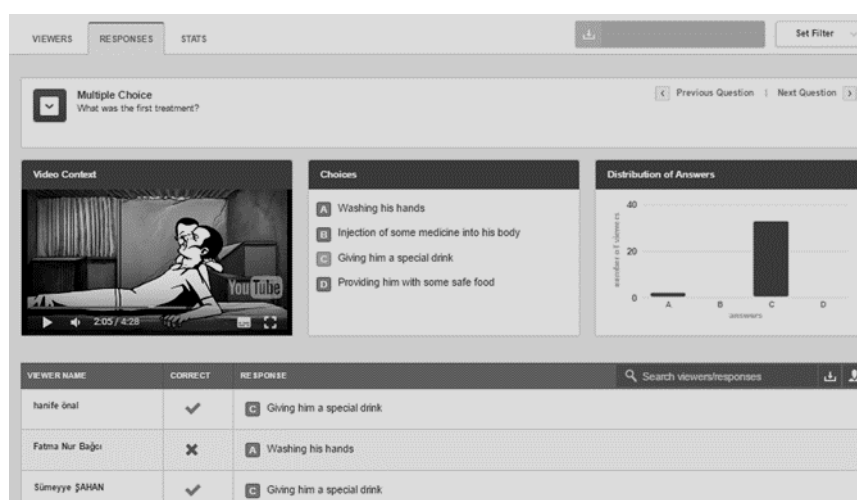 VIEWERS
RESPONSES
STATS
Set Filter
Multiple Choice
What was the first treatment?
Previous Question | Next Question
Video Context
YouTube
2:05 / 4:28
Choices
A Washing his hands
B Injection of some medicine into his body
C Giving him a special drink
D Providing him with some safe food
Distribution of Answers
number of viewers
40
20
0
A B C D
answers
VIEWER NAME CORRECT RESPONSE Search viewers/responses
hanife önal C Giving him a special drink
Fatma Nur Bağcı A Washing his hands
Sümeyye ŞAHAN C Giving him a special drink